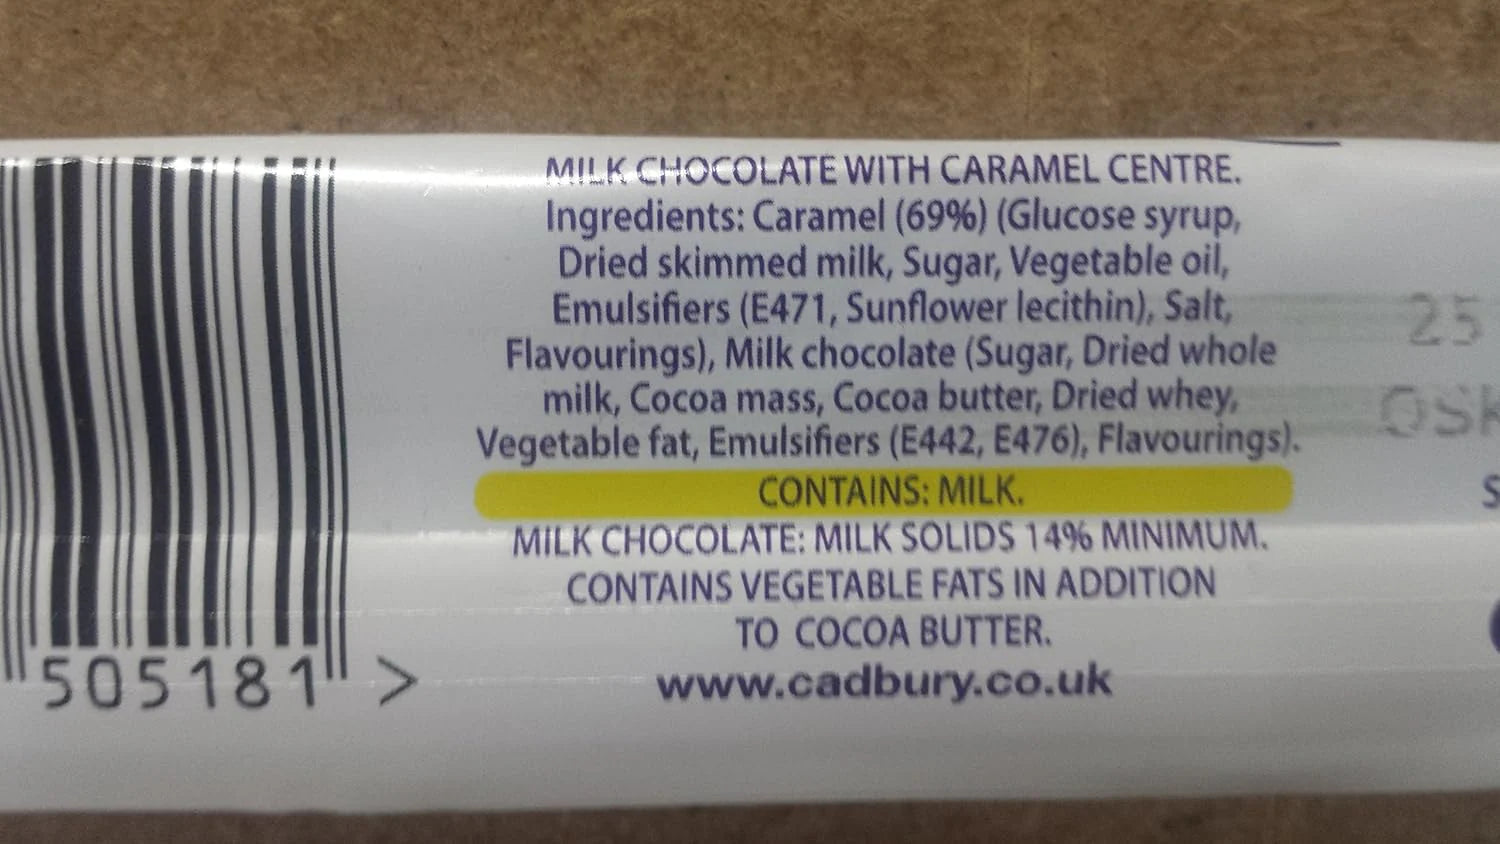 MILK CHOCOLATE WITH CARAMEL CENTRE.
Ingredients: Caramel (69%) (Glucose syrup,
Dried skimmed milk, Sugar, Vegetable oil,
Emulsifiers (E471, Sunflower lecithin), Salt,
Flavourings), Milk chocolate (Sugar, Dried whole
milk, Cocoa mass, Cocoa butter, Dried whey,
Vegetable fat, Emulsifiers (E442, E476), Flavourings).
CONTAINS: MILK.
MILK CHOCOLATE: MILK SOLIDS 14% MINIMUM.
CONTAINS VEGETABLE FATS IN ADDITION
TO COCOA BUTTER.
www.cadbury.co.uk
505181 >
25